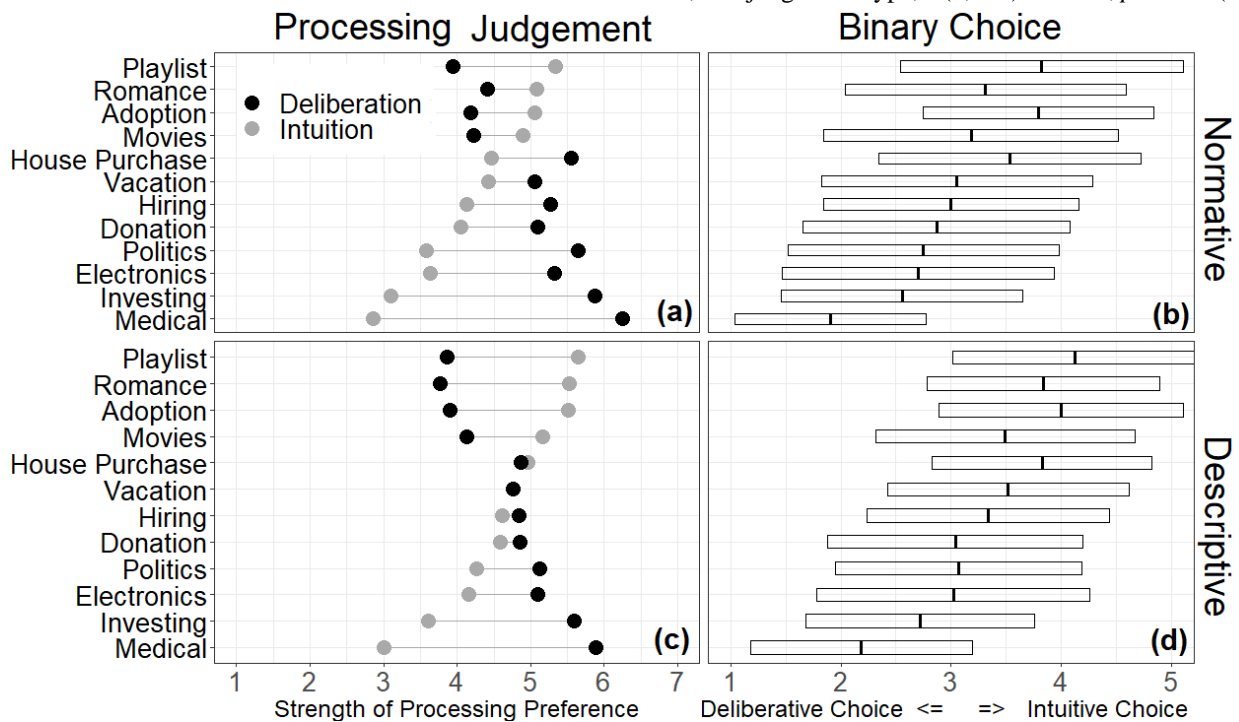 Processing Judgement
Binary Choice
Playlist
Romance
Adoption
Movies
House Purchase
Vacation
Hiring
Donation
Politics
Electronics
Investing
Medical
Deliberation
Intuition
(a)
(b)
Normative
Playlist
Romance
Adoption
Movies
House Purchase
Vacation
Hiring
Donation
Politics
Electronics
Investing
Medical
(c)
(d)
Descriptive
1 2 3 4 5 6 7
1 2 3 4 5
Strength of Processing Preference
Deliberative Choice <= => Intuitive Choice